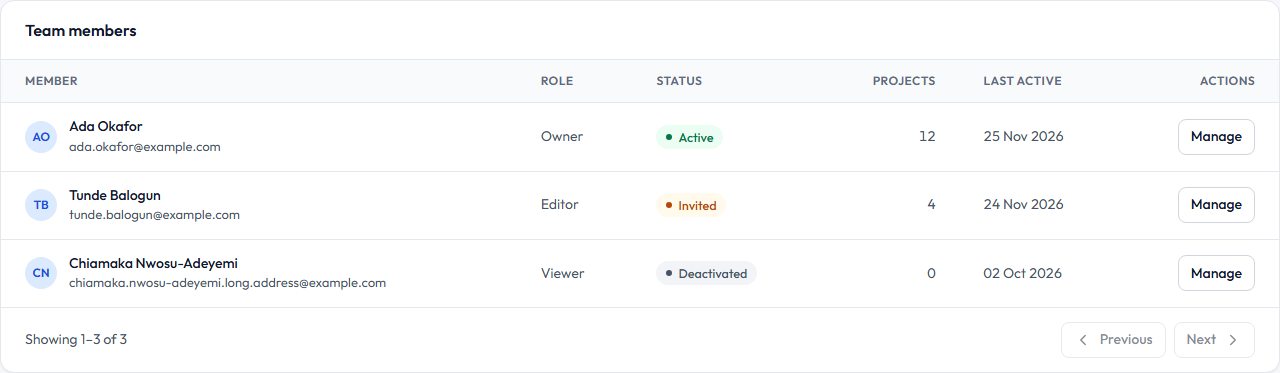 Team members
MEMBER ROLE STATUS PROJECTS LAST ACTIVE ACTIONS
AO Ada Okafor Owner Active 12 25 Nov 2026 Manage
ada.okafor@example.com
TB Tunde Balogun Editor Invited 4 24 Nov 2026 Manage
tunde.balogun@example.com
CN Chiamaka Nwosu-Adeyemi Viewer Deactivated 0 02 Oct 2026 Manage
chiamaka.nwosu-adeyemi.long.address@example.com
Showing 1–3 of 3 Previous Next